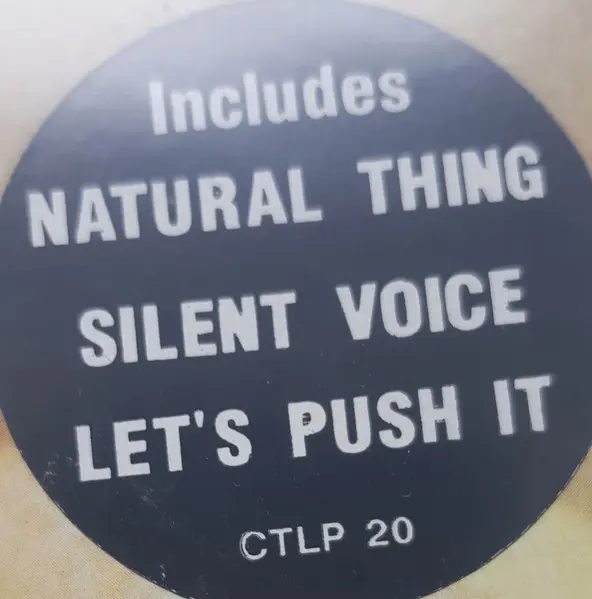 Includes
NATURAL THING
SILENT VOICE
LET'S PUSH IT
CTLP 20